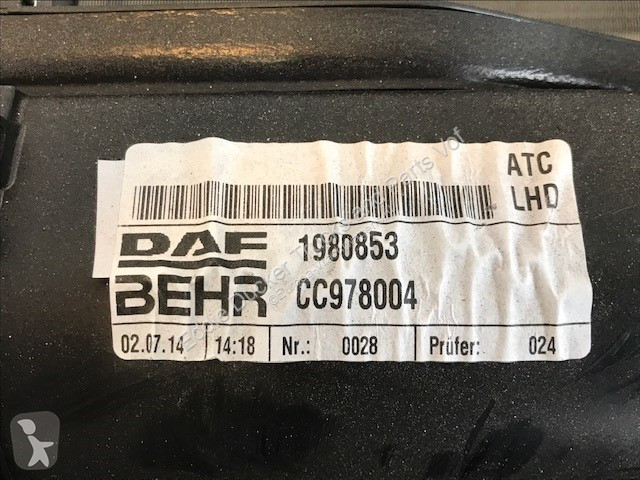 ATC
LHD
DAF 1980853
BEHR CC978004
02.07.14 14:18 Nr.: 0028 Prüfer: 024